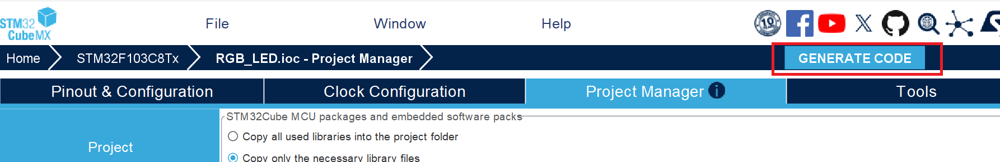 STM32
CubeMX
File
Window
Help
10
Home
STM32F103C8Tx
RGB_LED.ioc - Project Manager
GENERATE CODE
Pinout & Configuration
Clock Configuration
Project Manager
Tools
Project
STM32Cube MCU packages and embedded software packs
Copy all used libraries into the project folder
Copy only the necessary library files